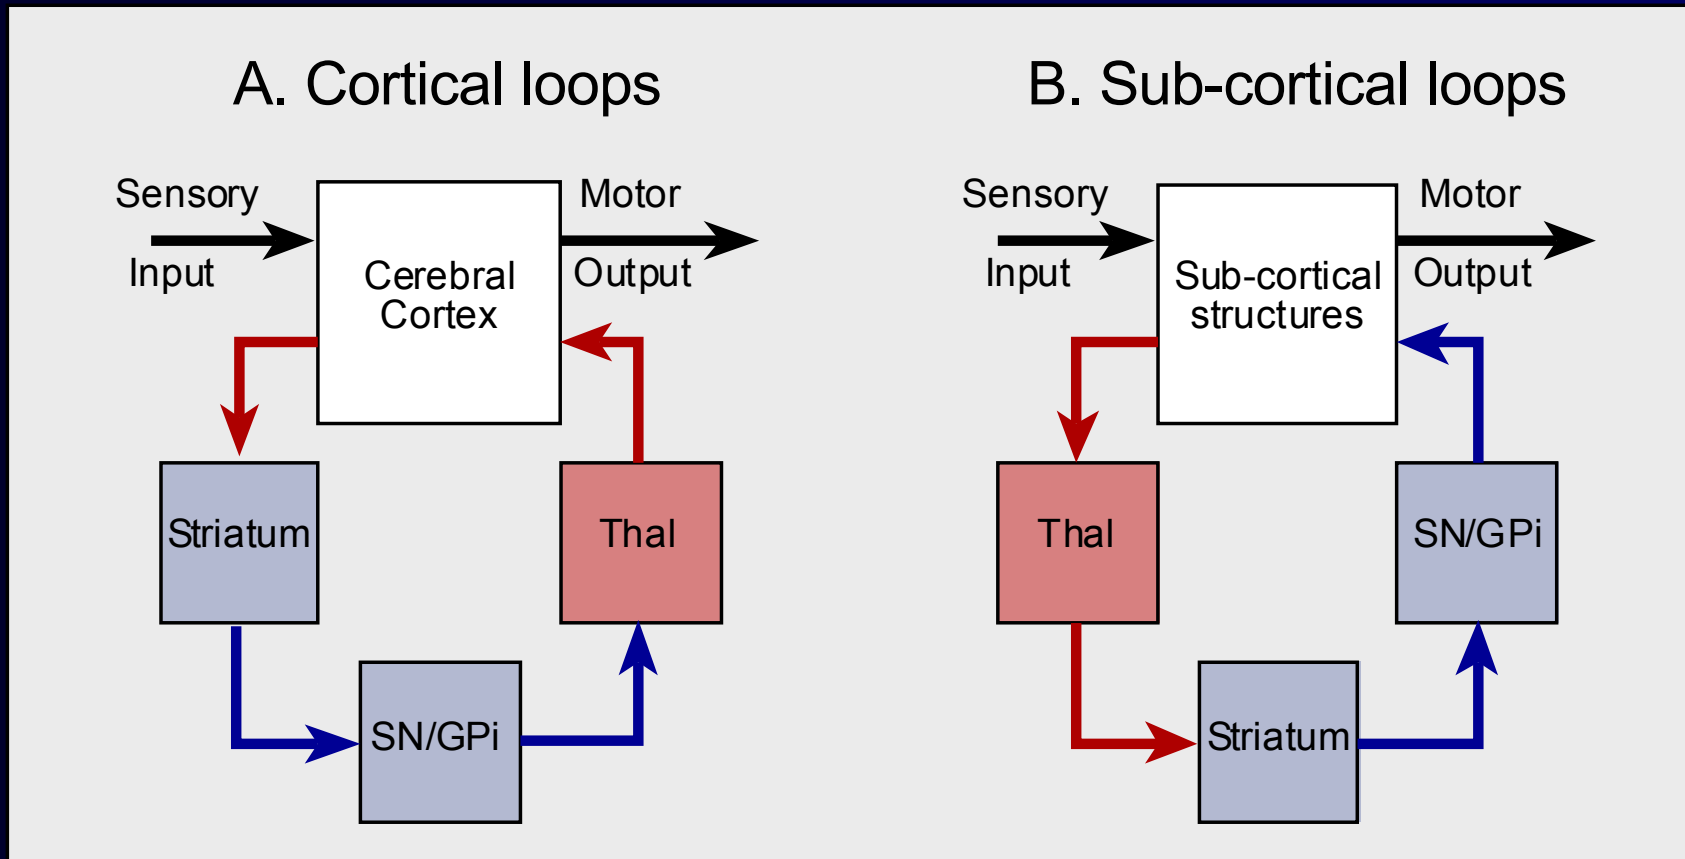 A. Cortical loops
Sensory
Input
Motor
Output
Cerebral
Cortex
Striatum
Thal
SN/GPi
B. Sub-cortical loops
Sensory
Input
Motor
Output
Sub-cortical
structures
Thal
SN/GPi
Striatum